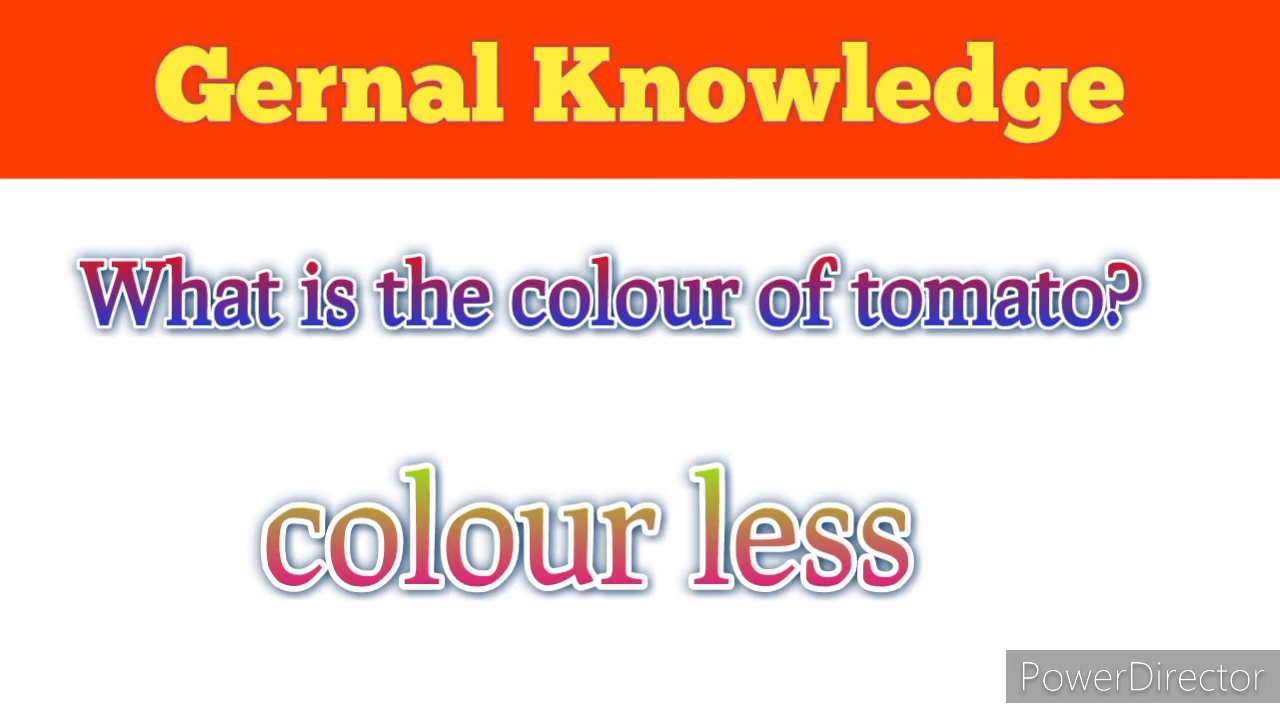 Gernal Knowledge
What is the colour of tomato?
colour less
PowerDirector